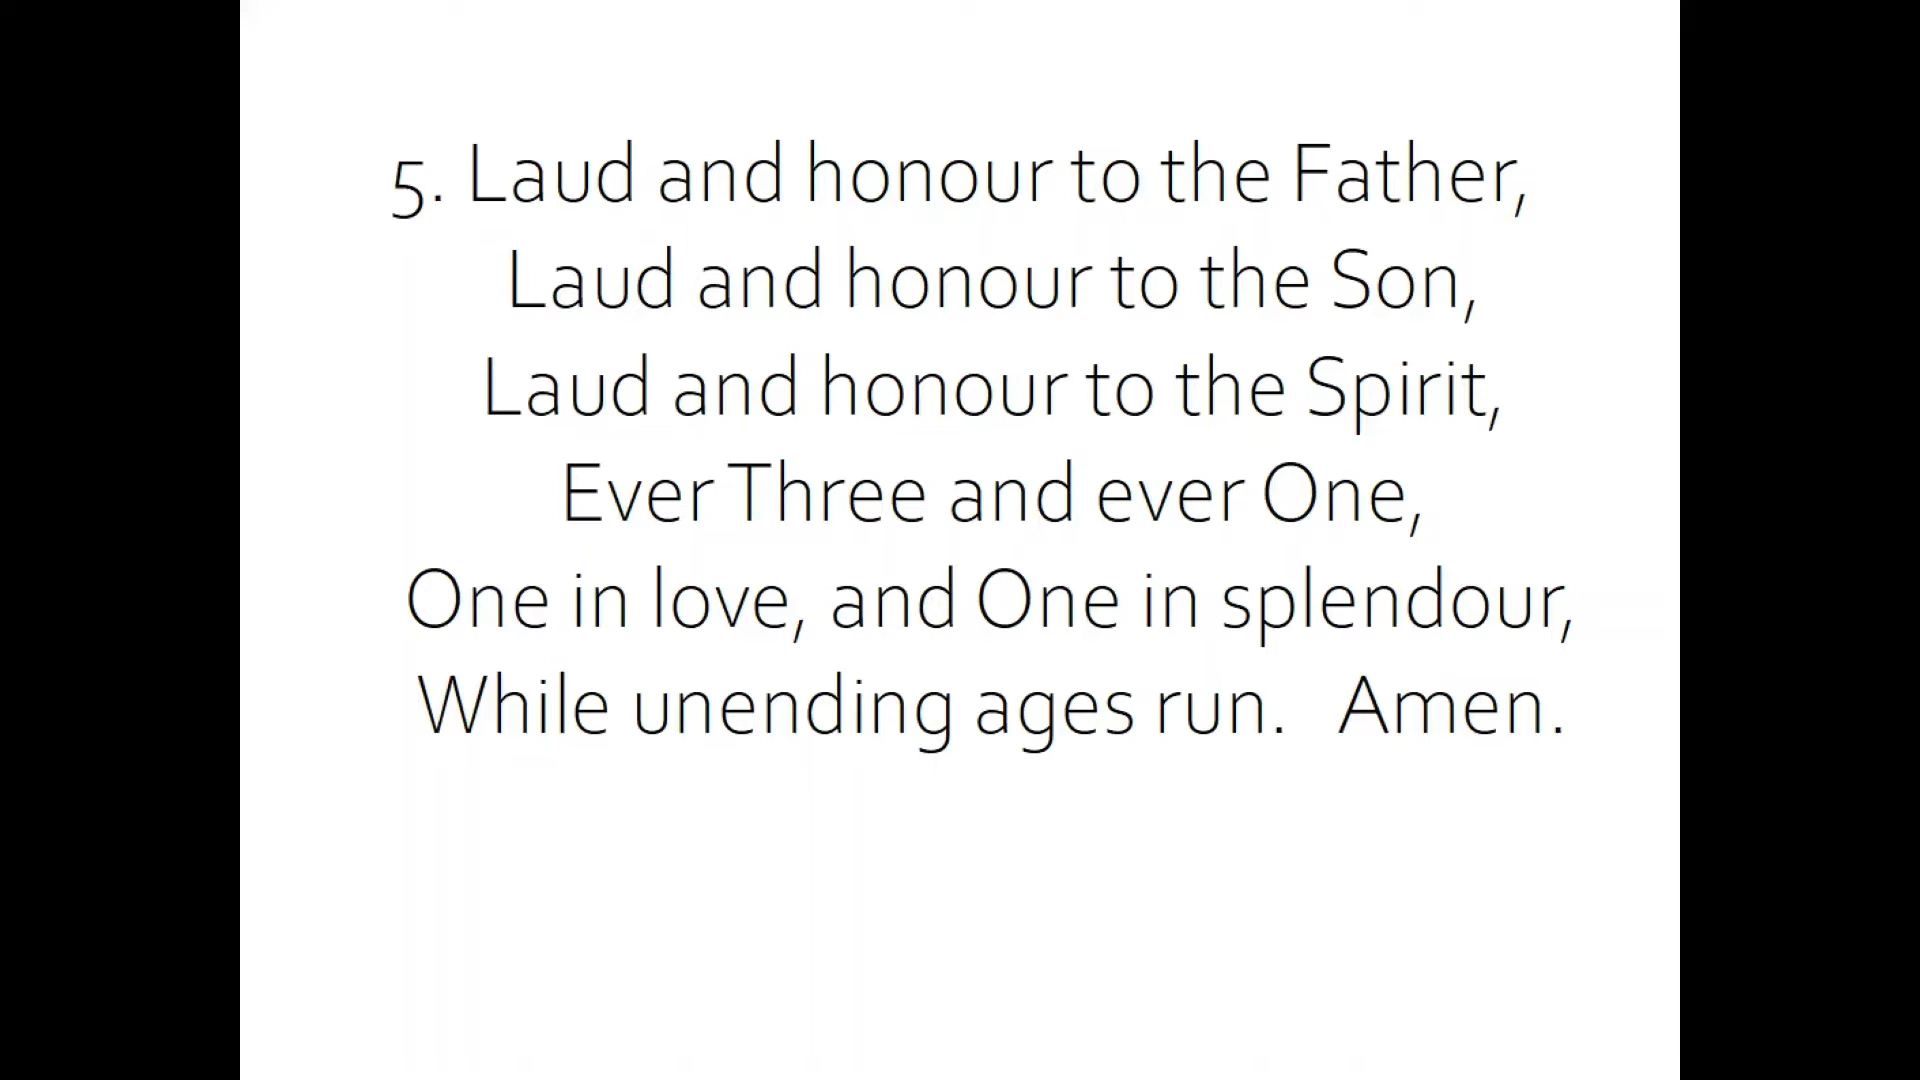 5. Laud and honour to the Father,
Laud and honour to the Son,
Laud and honour to the Spirit,
Ever Three and ever One,
One in love, and One in splendour,
While unending ages run. Amen.